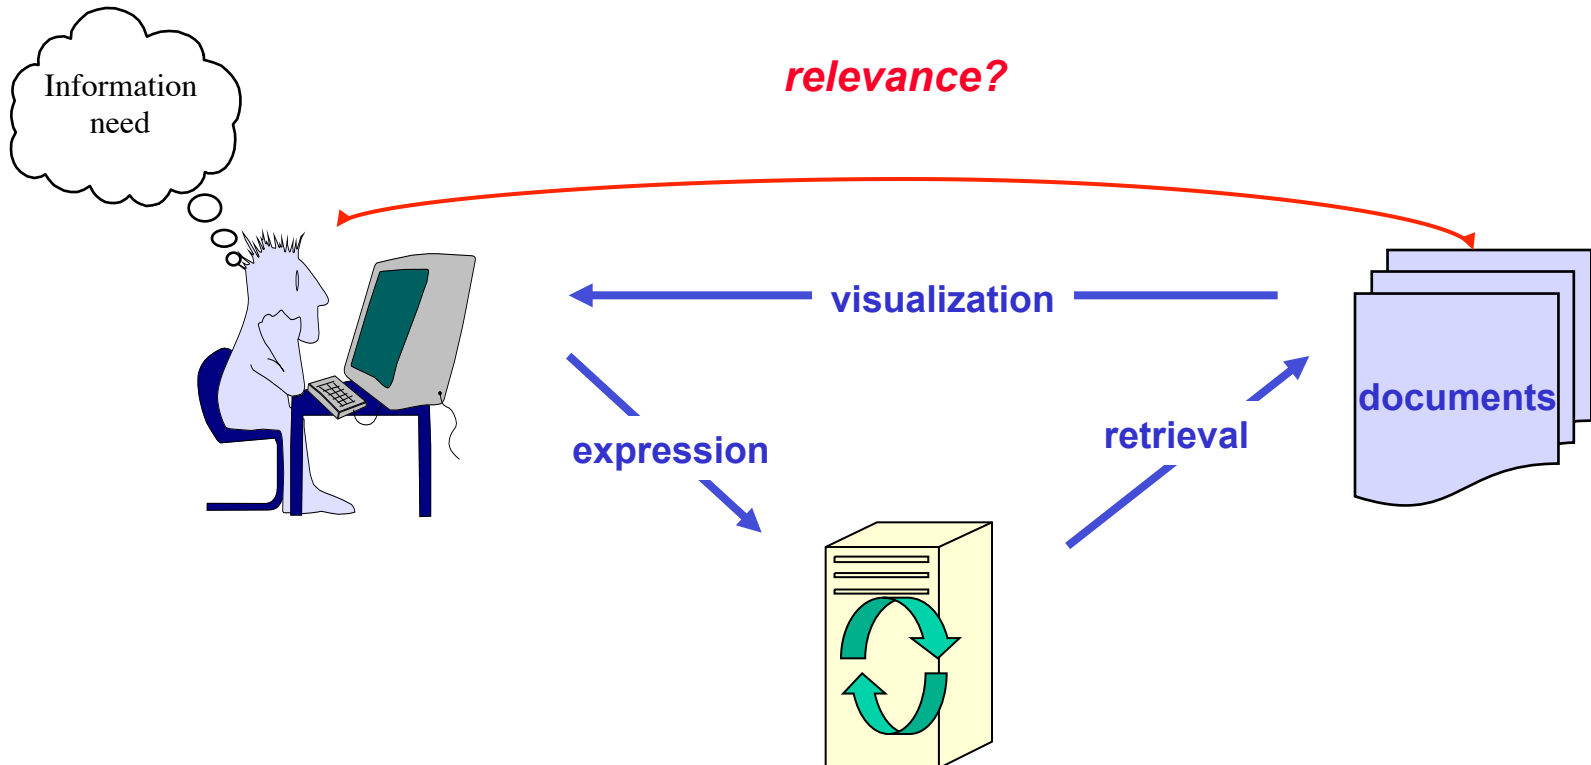 Information
need
relevance?
visualization
documents
expression
retrieval